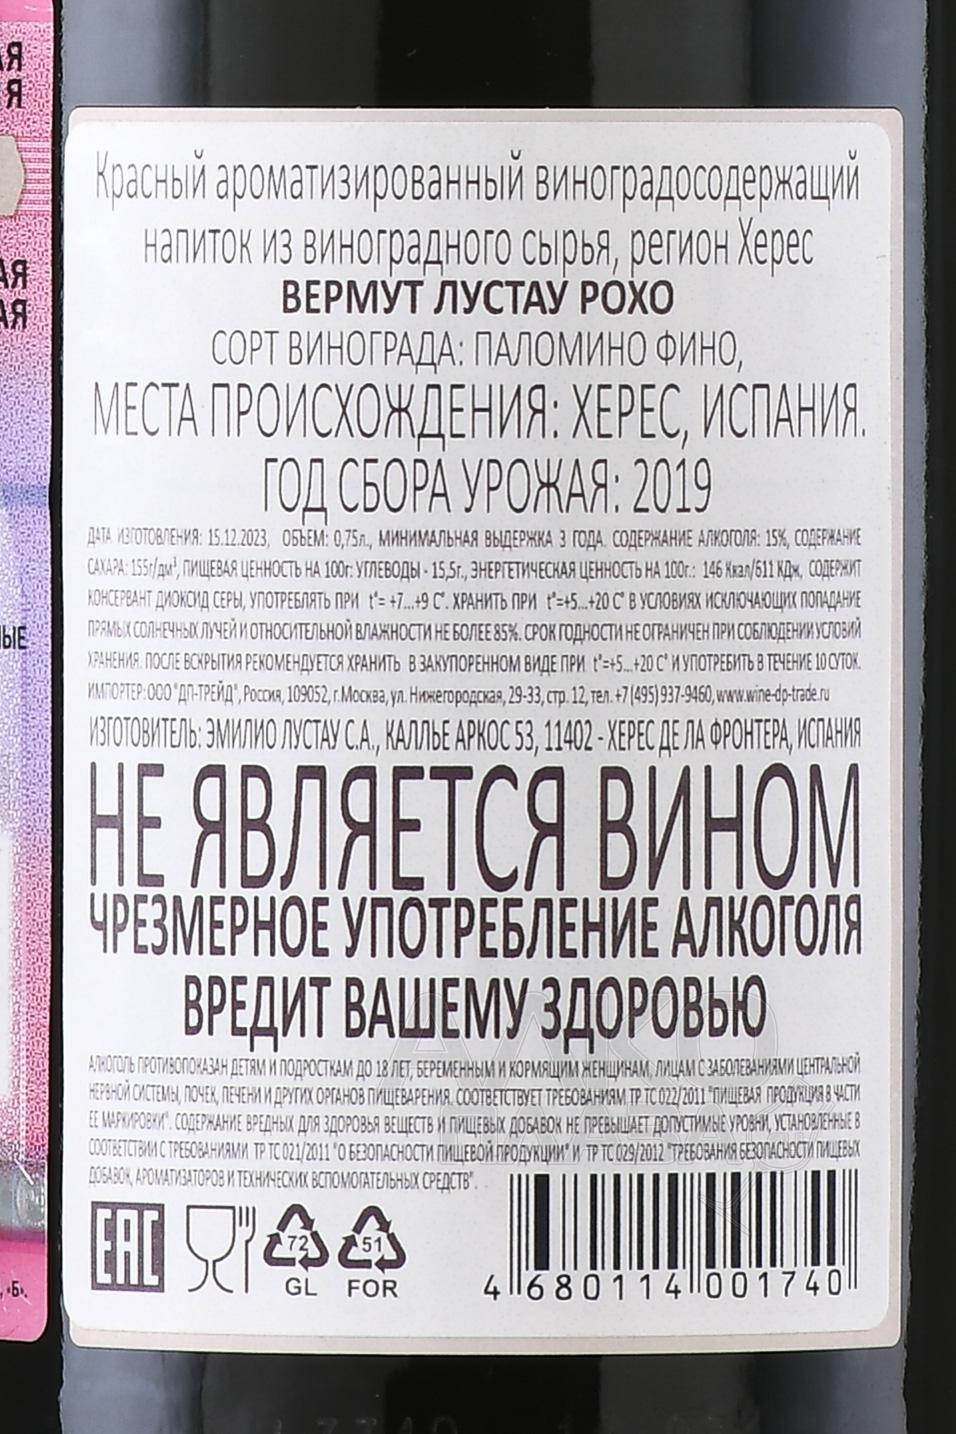 АЯ
Я
АЯ
АЯ
НЫЕ
, «Б».
Красный ароматизированный виноградосодержащий
напиток из виноградного сырья, регион Херес
ВЕРМУТ ЛУСТАУ РОХО
СОРТ ВИНОГРАДА: ПАЛОМИНО ФИНО,
МЕСТА ПРОИСХОЖДЕНИЯ: ХЕРЕС, ИСПАНИЯ.
ГОД СБОРА УРОЖАЯ: 2019
ДАТА ИЗГОТОВЛЕНИЯ: 15.12.2023, ОБЪЕМ: 0,75л., МИНИМАЛЬНАЯ ВЫДЕРЖКА 3 ГОДА. СОДЕРЖАНИЕ АЛКОГОЛЯ: 15%, СОДЕРЖАНИЕ
САХАРА: 155г/дм³, ПИЩЕВАЯ ЦЕННОСТЬ НА 100г: УГЛЕВОДЫ - 15,5г., ЭНЕРГЕТИЧЕСКАЯ ЦЕННОСТЬ НА 100г.: 146 Ккал/611 КДж, СОДЕРЖИТ
КОНСЕРВАНТ ДИОКСИД СЕРЫ, УПОТРЕБЛЯТЬ ПРИ t°= +7...+9 С°. ХРАНИТЬ ПРИ t°=+5...+20 С° В УСЛОВИЯХ ИСКЛЮЧАЮЩИХ ПОПАДАНИЕ
ПРЯМЫХ СОЛНЕЧНЫХ ЛУЧЕЙ И ОТНОСИТЕЛЬНОЙ ВЛАЖНОСТИ НЕ БОЛЕЕ 85%. СРОК ГОДНОСТИ НЕ ОГРАНИЧЕН ПРИ СОБЛЮДЕНИИ УСЛОВИЙ
ХРАНЕНИЯ. ПОСЛЕ ВСКРЫТИЯ РЕКОМЕНДУЕТСЯ ХРАНИТЬ В ЗАКУПОРЕННОМ ВИДЕ ПРИ t°=+5...+20 С° И УПОТРЕБИТЬ В ТЕЧЕНИЕ 10 СУТОК.
ИМПОРТЕР: ООО "ДП-ТРЕЙД", Россия, 109052, г.Москва, ул. Нижегородская, 29-33, стр. 12, тел. +7 (495) 937-9460, www.wine-dp-trade.ru
ИЗГОТОВИТЕЛЬ: ЭМИЛИО ЛУСТАУ С.А., КАЛЛЬЕ АРКОС 53, 11402 - ХЕРЕС ДЕ ЛА ФРОНТЕРА, ИСПАНИЯ
НЕ ЯВЛЯЕТСЯ ВИНОМ
ЧРЕЗМЕРНОЕ УПОТРЕБЛЕНИЕ АЛКОГОЛЯ
ВРЕДИТ ВАШЕМУ ЗДОРОВЬЮ
АЛКОГОЛЬ ПРОТИВОПОКАЗАН ДЕТЯМ И ПОДРОСТКАМ ДО 18 ЛЕТ, БЕРЕМЕННЫМ И КОРМЯЩИМ ЖЕНЩИНАМ, ЛИЦАМ С ЗАБОЛЕВАНИЯМИ ЦЕНТРАЛЬНОЙ
НЕРВНОЙ СИСТЕМЫ, ПОЧЕК, ПЕЧЕНИ И ДРУГИХ ОРГАНОВ ПИЩЕВАРЕНИЯ. СООТВЕТСТВУЕТ ТРЕБОВАНИЯМ ТР ТС 022/2011 "ПИЩЕВАЯ ПРОДУКЦИЯ В ЧАСТИ
ЕЕ МАРКИРОВКИ". СОДЕРЖАНИЕ ВРЕДНЫХ ДЛЯ ЗДОРОВЬЯ ВЕЩЕСТВ И ПИЩЕВЫХ ДОБАВОК НЕ ПРЕВЫШАЕТ ДОПУСТИМЫЕ УРОВНИ, УСТАНОВЛЕННЫЕ В
СООТВЕТСТВИИ С ТРЕБОВАНИЯМИ ТР ТС 021/2011 "О БЕЗОПАСНОСТИ ПИЩЕВОЙ ПРОДУКЦИИ" И ТР ТС 029/2012 "ТРЕБОВАНИЯ БЕЗОПАСНОСТИ ПИЩЕВЫХ
ДОБАВОК, АРОМАТИЗАТОРОВ И ТЕХНИЧЕСКИХ ВСПОМОГАТЕЛЬНЫХ СРЕДСТВ".
EAC 72 51
GL FOR
4 680114 001740